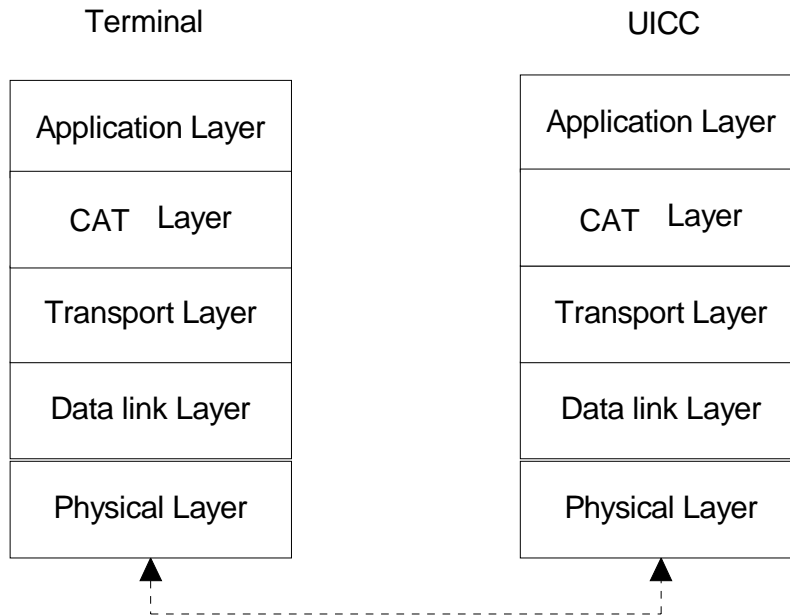 Terminal
UICC
Application Layer
Application Layer
CAT Layer
CAT Layer
Transport Layer
Transport Layer
Data link Layer
Data link Layer
Physical Layer
Physical Layer